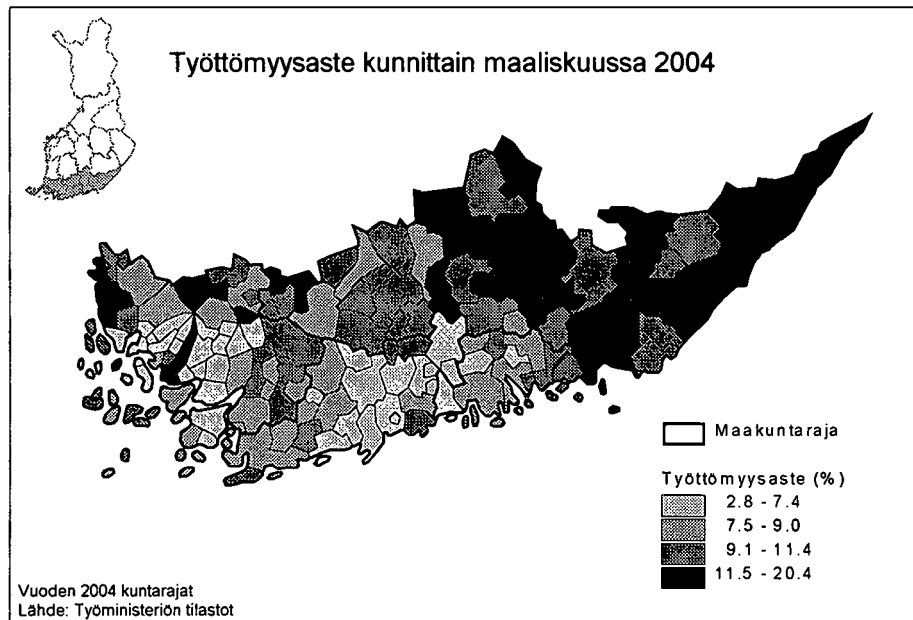 Työttömyysaste kunnittain maaliskuussa 2004
Maakuntaraja
Työttömyysaste (%)
2.8 - 7.4
7.5 - 9.0
9.1 - 11.4
11.5 - 20.4
Vuoden 2004 kuntarajat
Lähde: Työministeriön tilastot